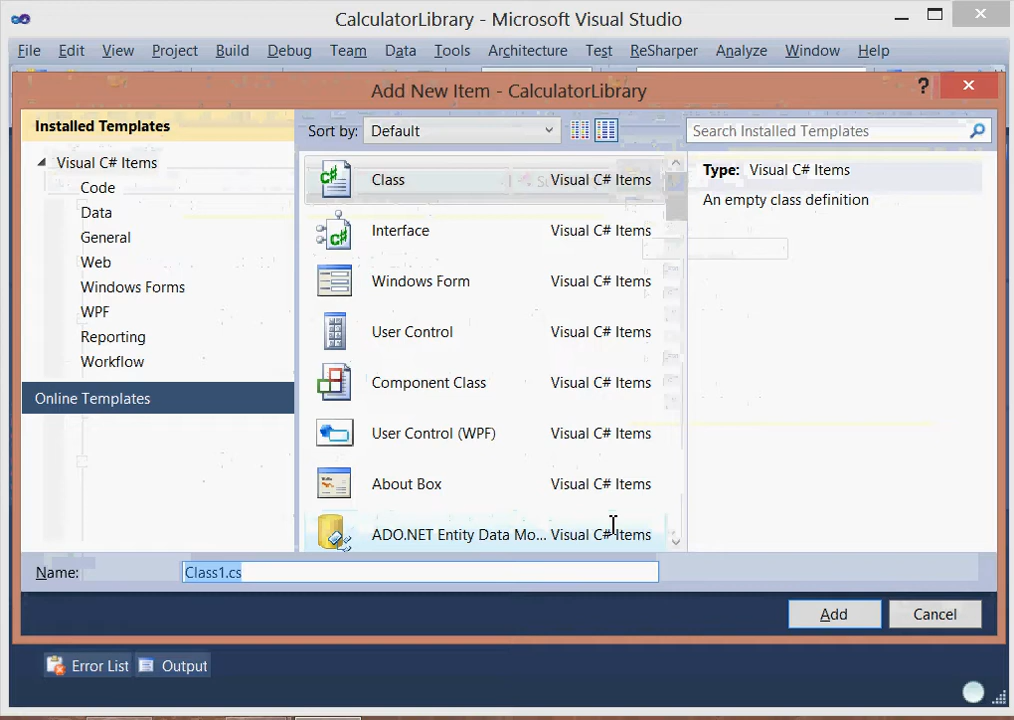 CalculatorLibrary - Microsoft Visual Studio
File Edit View Project Build Debug Team Data Tools Architecture Test ReSharper Analyze Window Help
Add New Item - CalculatorLibrary
Installed Templates
Sort by: Default
Search Installed Templates
Visual C# Items
Code
Data
General
Web
Windows Forms
WPF
Reporting
Workflow
Online Templates
Class Visual C# Items
Interface Visual C# Items
Windows Form Visual C# Items
User Control Visual C# Items
Component Class Visual C# Items
User Control (WPF) Visual C# Items
About Box Visual C# Items
ADO.NET Entity Data Mo... Visual C# Items
Type: Visual C# Items
An empty class definition
Name: Class1.cs
Add Cancel
Error List Output